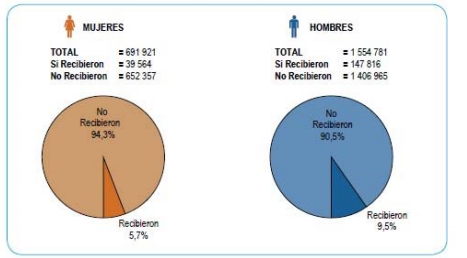 MUJERES
TOTAL = 691 921
Si Recibieron = 39 564
No Recibieron = 652 357
No
Recibieron
94,3%
Recibieron
5,7%
HOMBRES
TOTAL = 1 554 781
Si Recibieron = 147 816
No Recibieron = 1 406 965
No
Recibieron
90,5%
Recibieron
9,5%